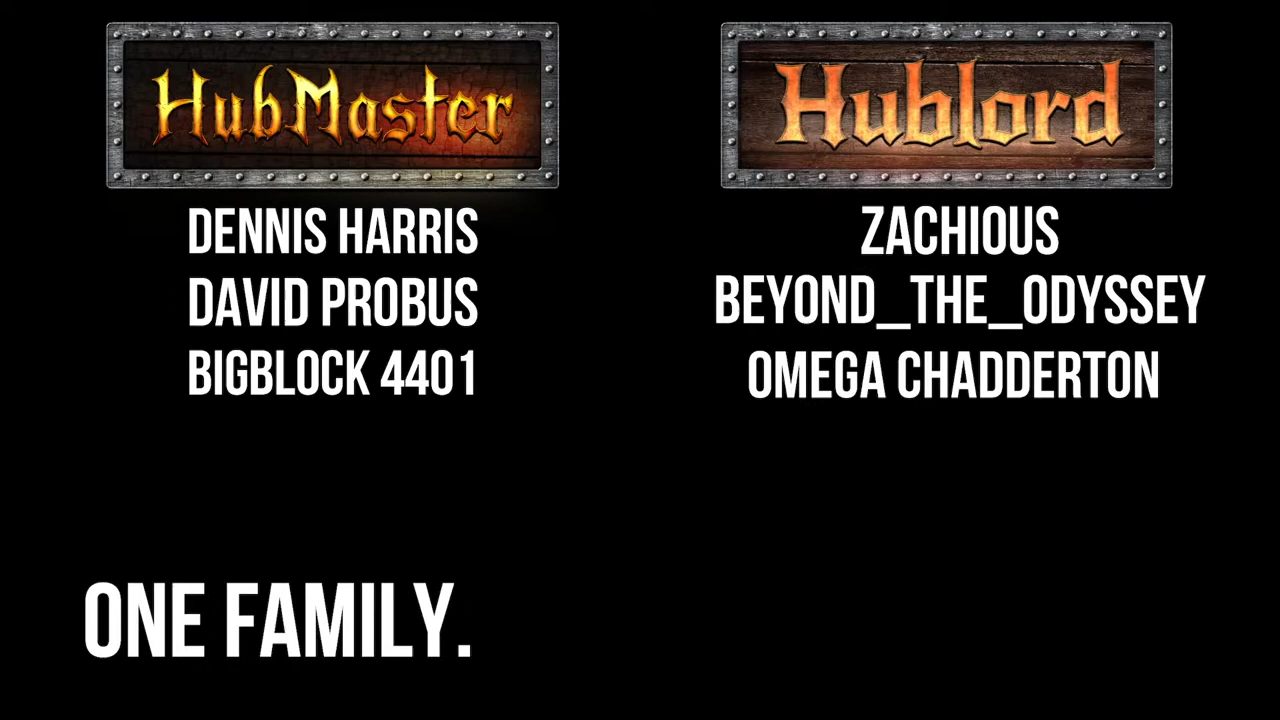 HubMaster
DENNIS HARRIS
DAVID PROBUS
BIGBLOCK 4401
Hublord
ZACHIOUS
BEYOND_THE_ODYSSEY
OMEGA CHADDERTON
ONE FAMILY.